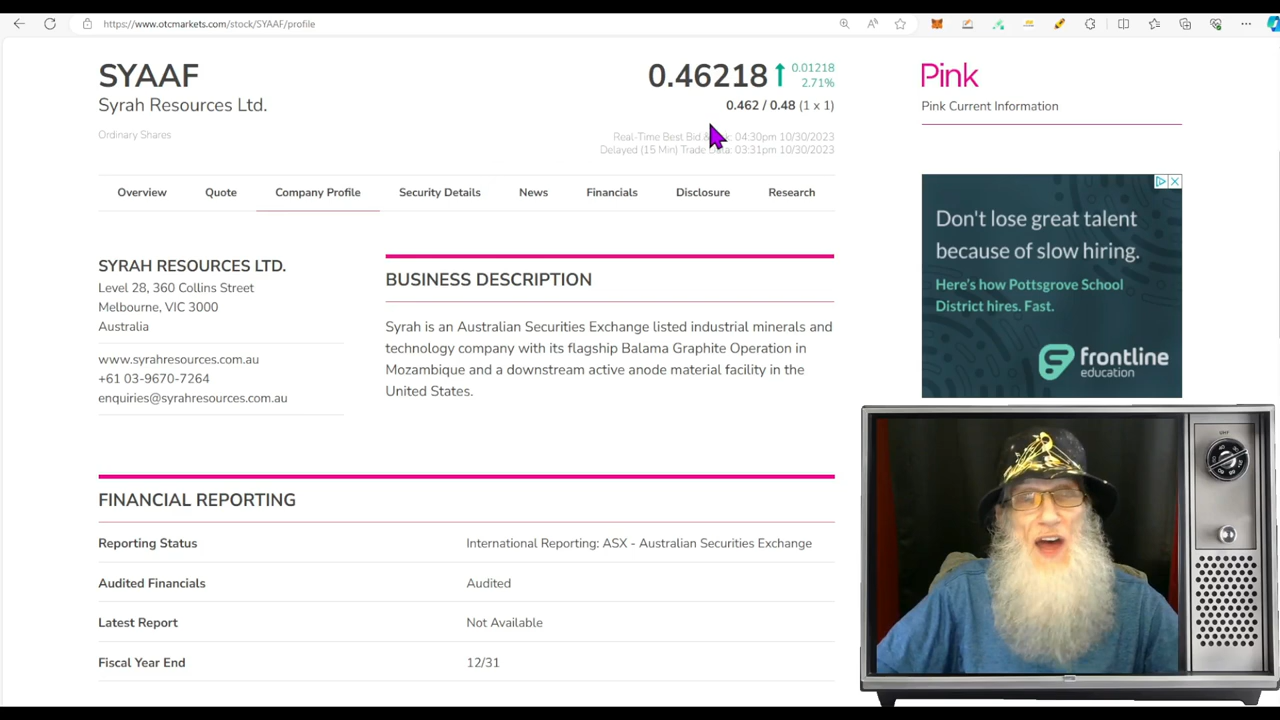 https://www.otcmarkets.com/stock/SYAAF/profile
SYAAF
Syrah Resources Ltd.
Ordinary Shares
0.46218
0.01218
2.71%
0.462 / 0.48 (1 x 1)
Real-Time Best Bid & : 04:30pm 10/30/2023
Delayed (15 Min) Trade Data: 03:31pm 10/30/2023
Pink
Pink Current Information
Overview Quote Company Profile Security Details News Financials Disclosure Research
SYRAH RESOURCES LTD.
Level 28, 360 Collins Street
Melbourne, VIC 3000
Australia
www.syrahresources.com.au
+61 03-9670-7264
enquiries@syrahresources.com.au
BUSINESS DESCRIPTION
Syrah is an Australian Securities Exchange listed industrial minerals and
technology company with its flagship Balama Graphite Operation in
Mozambique and a downstream active anode material facility in the
United States.
Don't lose great talent
because of slow hiring.
Here's how Pottsgrove School
District hires. Fast.
frontline
education
FINANCIAL REPORTING
Reporting Status International Reporting: ASX - Australian Securities Exchange
Audited Financials Audited
Latest Report Not Available
Fiscal Year End 12/31